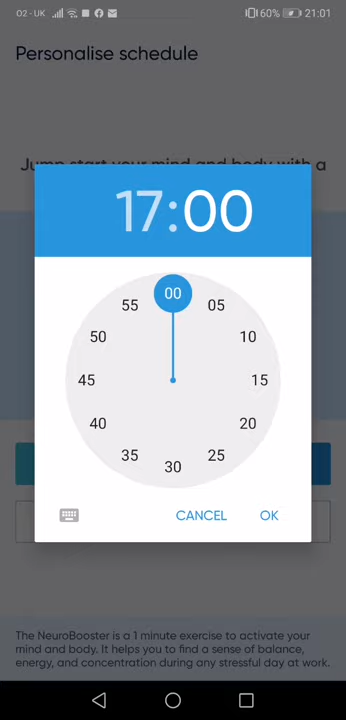 O2 - UK 60% 21:01
Personalise schedule
Jump start your mind and body with a
17:00
00
05
10
15
20
25
30
35
40
45
50
55
CANCEL OK
The NeuroBooster is a 1 minute exercise to activate your
mind and body. It helps you to find a sense of balance,
energy, and concentration during any stressful day at work.